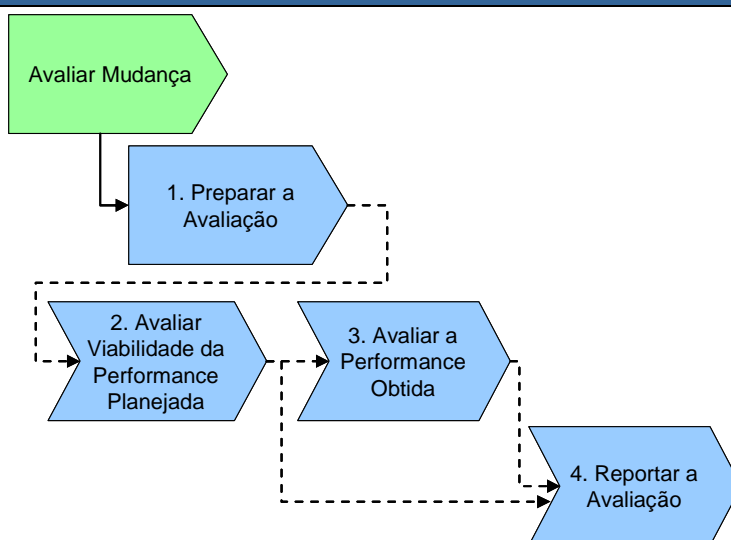 Avaliar Mudança
1. Preparar a
Avaliação
2. Avaliar
Viabilidade da
Performance
Planejada
3. Avaliar a
Performance
Obtida
4. Reportar a
Avaliação